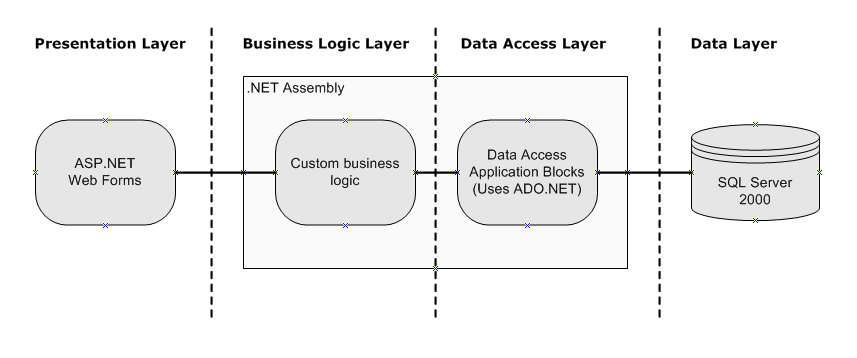 Presentation Layer
Business Logic Layer
Data Access Layer
Data Layer
.NET Assembly
ASP.NET
Web Forms
Custom business
logic
Data Access
Application Blocks
(Uses ADO.NET)
SQL Server
2000